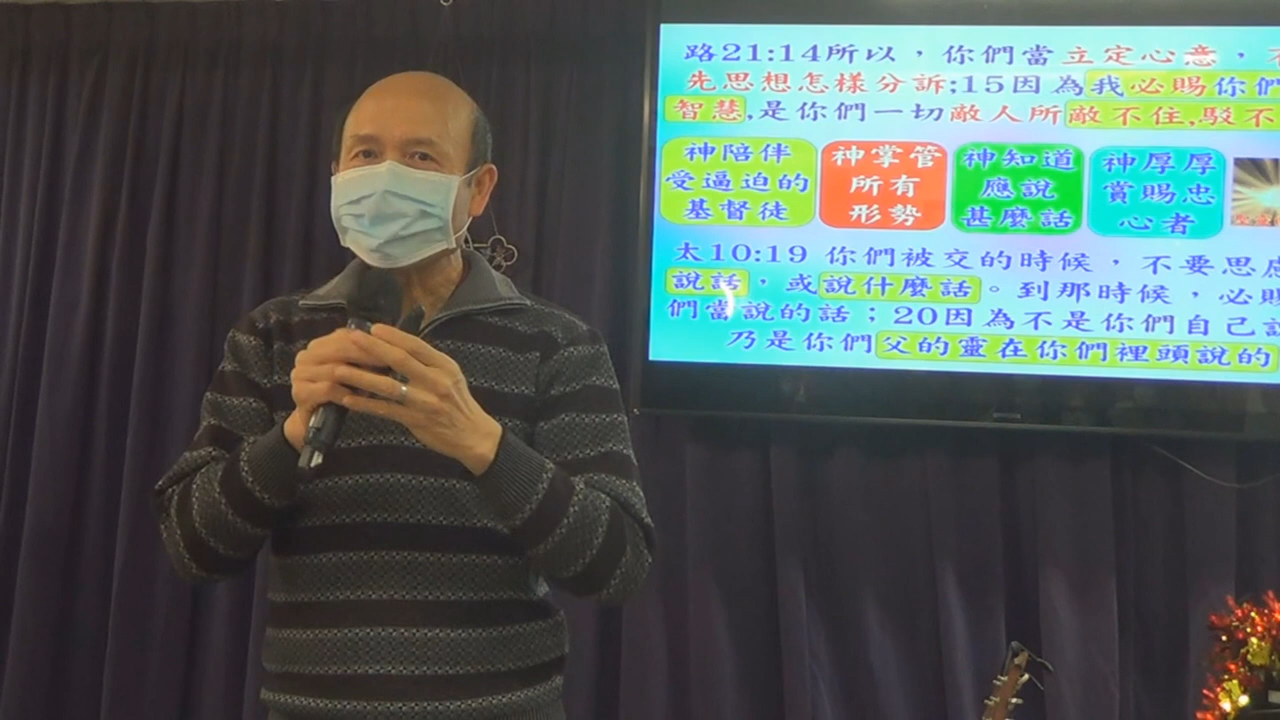 路21:14所以，你們當立定心意，
先思想怎樣分訴;15因為我必賜你們
智慧,是你們一切敵人所敵不住,駁不
神陪伴
受逼迫的
基督徒
神掌管
所有
形勢
神知道
應說
甚麼話
神厚厚
賞賜忠
心者
太10:19 你們被交的時候，不要思
說話，或說什麼話。到那時候，必賜
們當說的話；20因為不是你們自己
乃是你們父的靈在你們裡頭說的